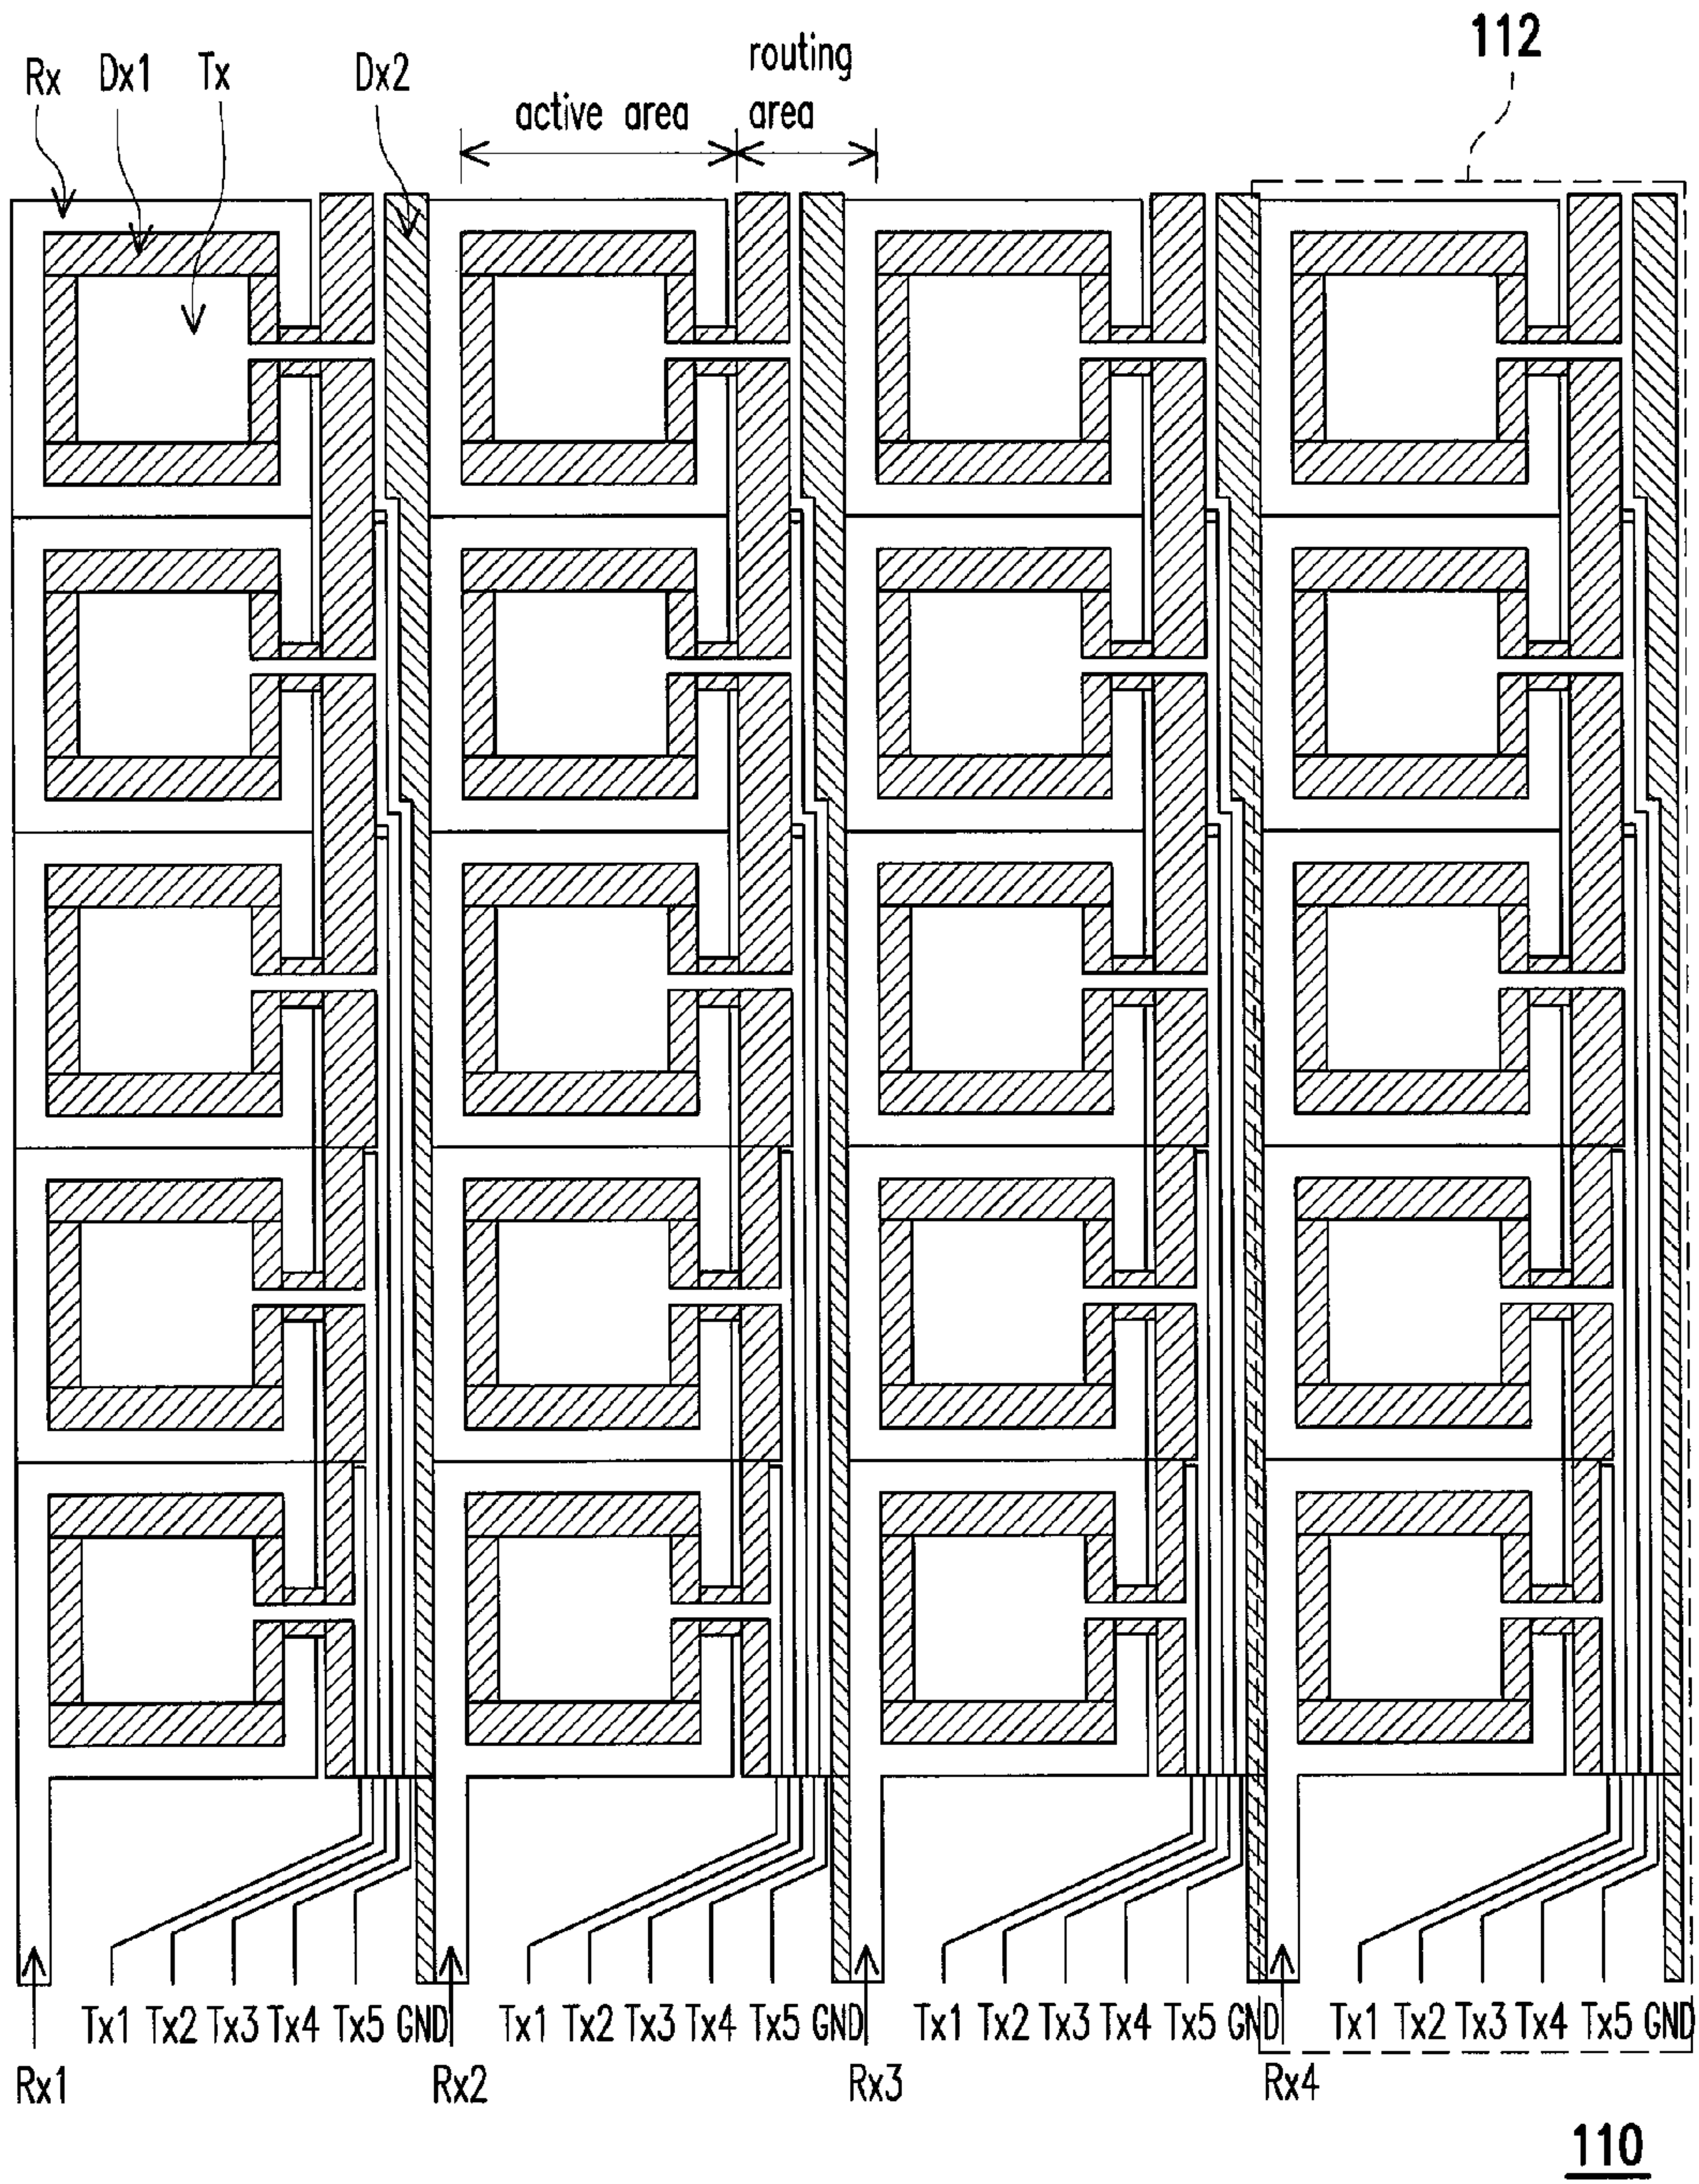 112
Rx Dx1 Tx Dx2 routing
active area area
Tx1 Tx2 Tx3 Tx4 Tx5 GND Tx1 Tx2 Tx3 Tx4 Tx5 GND Tx1 Tx2 Tx3 Tx4 Tx5 GND Tx1 Tx2 Tx3 Tx4 Tx5 GND
Rx1 Rx2 Rx3 Rx4
110